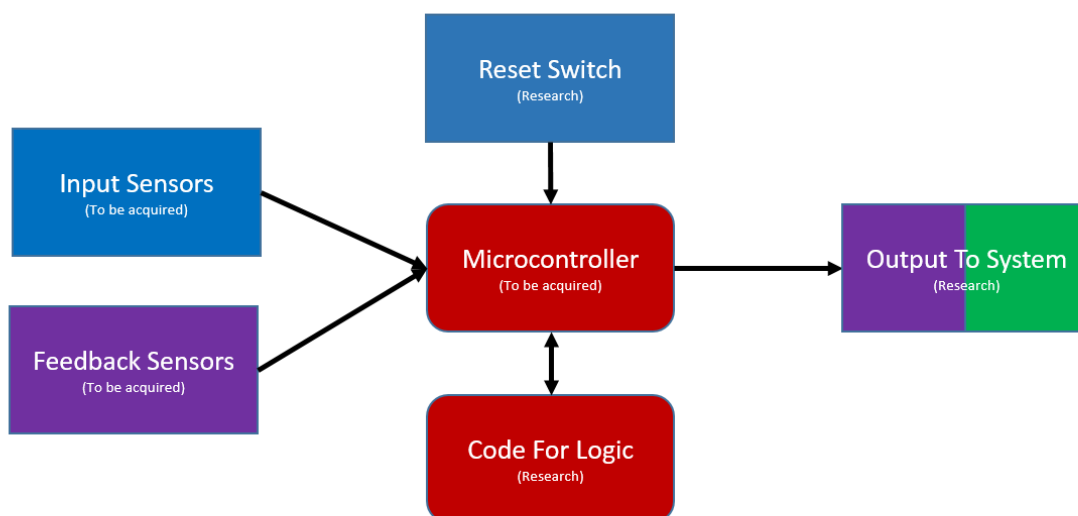 Reset Switch
(Research)
Input Sensors
(To be acquired)
Microcontroller
(To be acquired)
Output To System
(Research)
Feedback Sensors
(To be acquired)
Code For Logic
(Research)